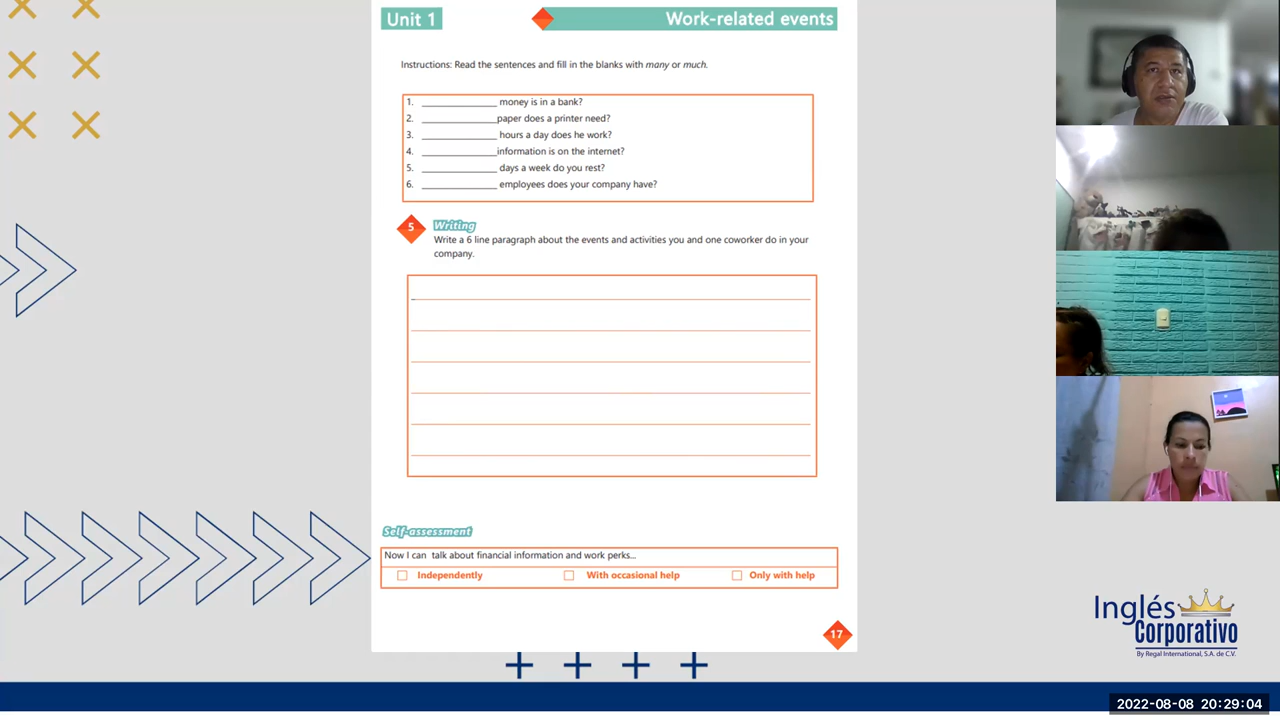 Unit 1
Work-related events
Instructions: Read the sentences and fill in the blanks with many or much.
1. _______________ money is in a bank?
2. _______________paper does a printer need?
3. _______________ hours a day does he work?
4. _______________information is on the internet?
5. _______________ days a week do you rest?
6. _______________ employees does your company have?
5 Writing
Write a 6 line paragraph about the events and activities you and one coworker do in your
company.
Self-assessment
Now I can talk about financial information and work perks...
Independently
With occasional help
Only with help
17
Inglés
Corporativo
By Regal International, S.A. de C.V.
2022-08-08 20:29:04